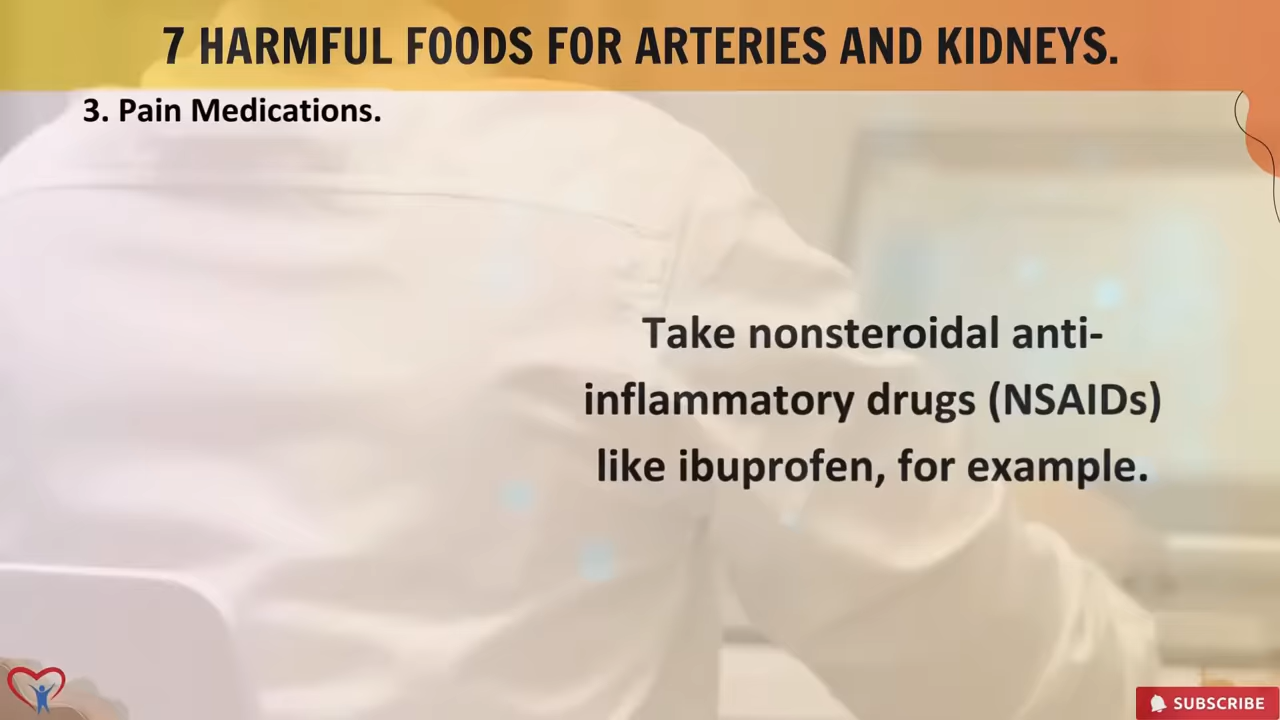 7 HARMFUL FOODS FOR ARTERIES AND KIDNEYS.
3. Pain Medications.
Take nonsteroidal anti-
inflammatory drugs (NSAIDs)
like ibuprofen, for example.
SUBSCRIBE